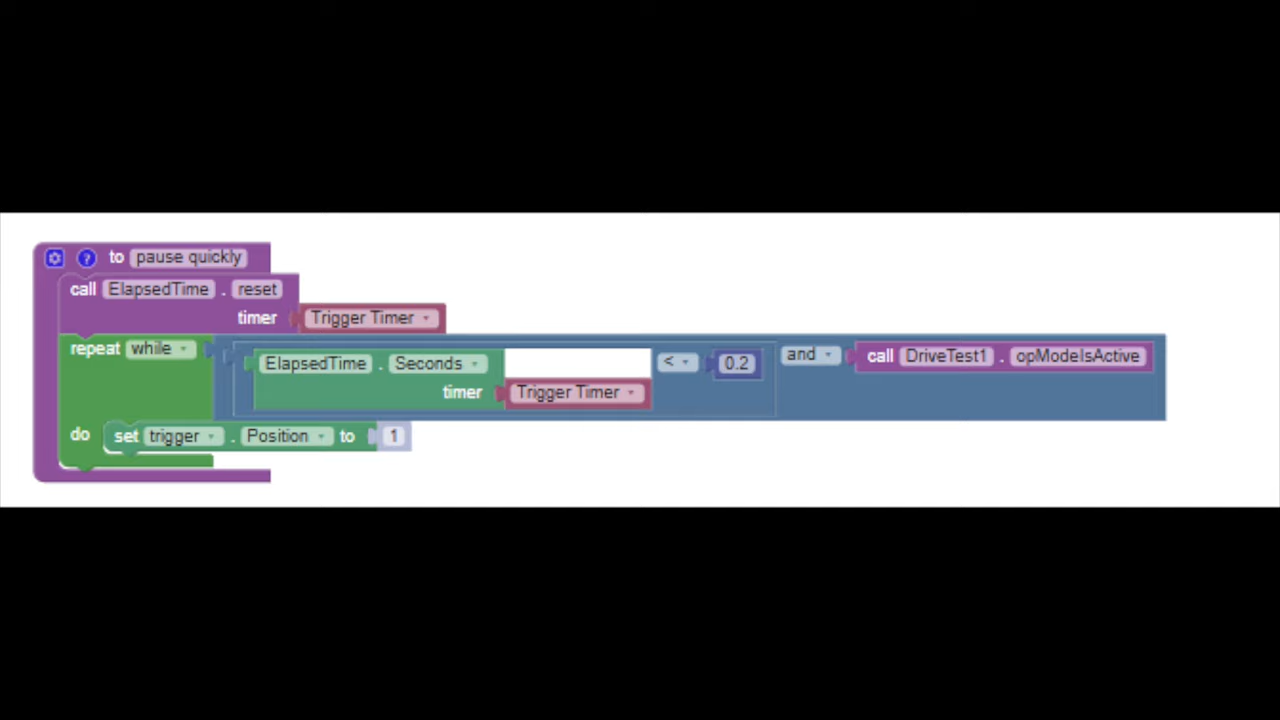 ? to pause quickly
call ElapsedTime . reset
timer Trigger Timer
repeat while
ElapsedTime . Seconds < 0.2 and call DriveTest1 . opModeIsActive
timer Trigger Timer
do set trigger . Position to 1